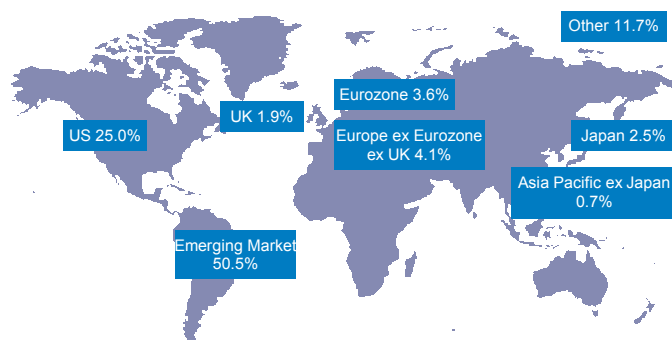 Other 11.7%
Eurozone 3.6%
UK 1.9%
US 25.0%
Europe ex Eurozone
ex UK 4.1%
Japan 2.5%
Asia Pacific ex Japan
0.7%
Emerging Market
50.5%